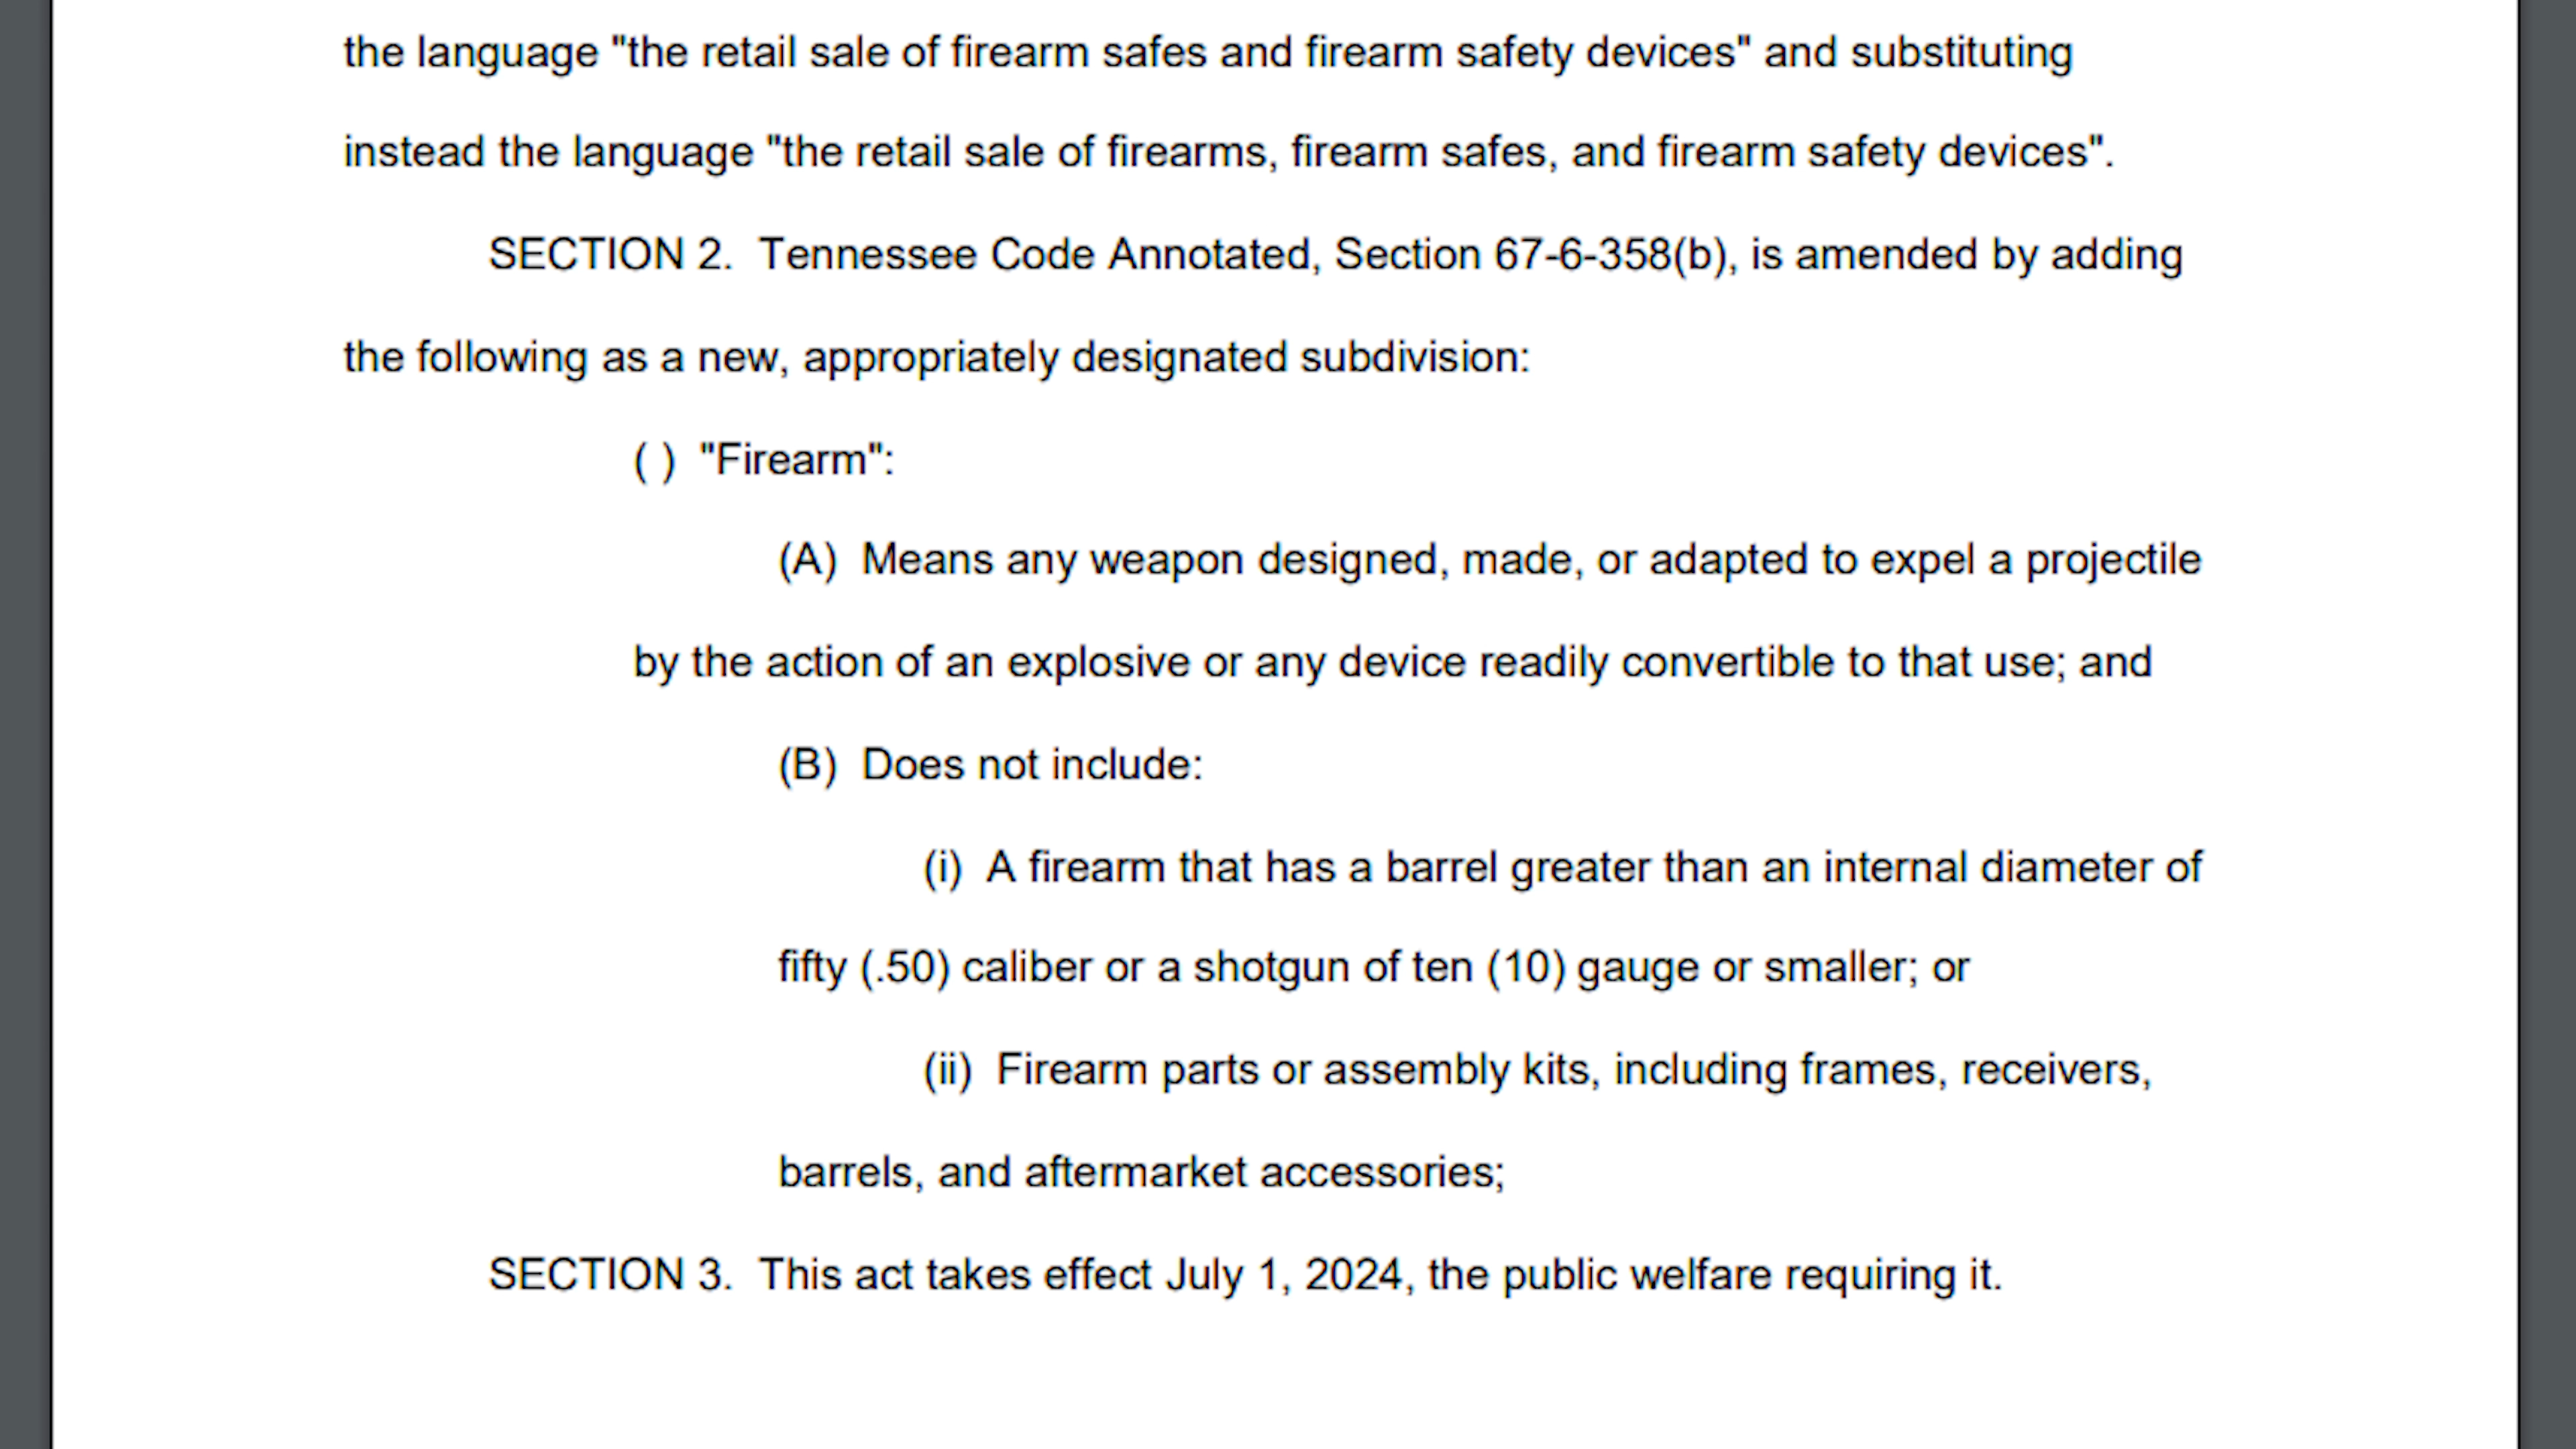 the language "the retail sale of firearm safes and firearm safety devices" and substituting
instead the language "the retail sale of firearms, firearm safes, and firearm safety devices".
SECTION 2.  Tennessee Code Annotated, Section 67-6-358(b), is amended by adding
the following as a new, appropriately designated subdivision:
( )  "Firearm":
(A)  Means any weapon designed, made, or adapted to expel a projectile
by the action of an explosive or any device readily convertible to that use; and
(B)  Does not include:
(i)  A firearm that has a barrel greater than an internal diameter of
fifty (.50) caliber or a shotgun of ten (10) gauge or smaller; or
(ii)  Firearm parts or assembly kits, including frames, receivers,
barrels, and aftermarket accessories;
SECTION 3.  This act takes effect July 1, 2024, the public welfare requiring it.